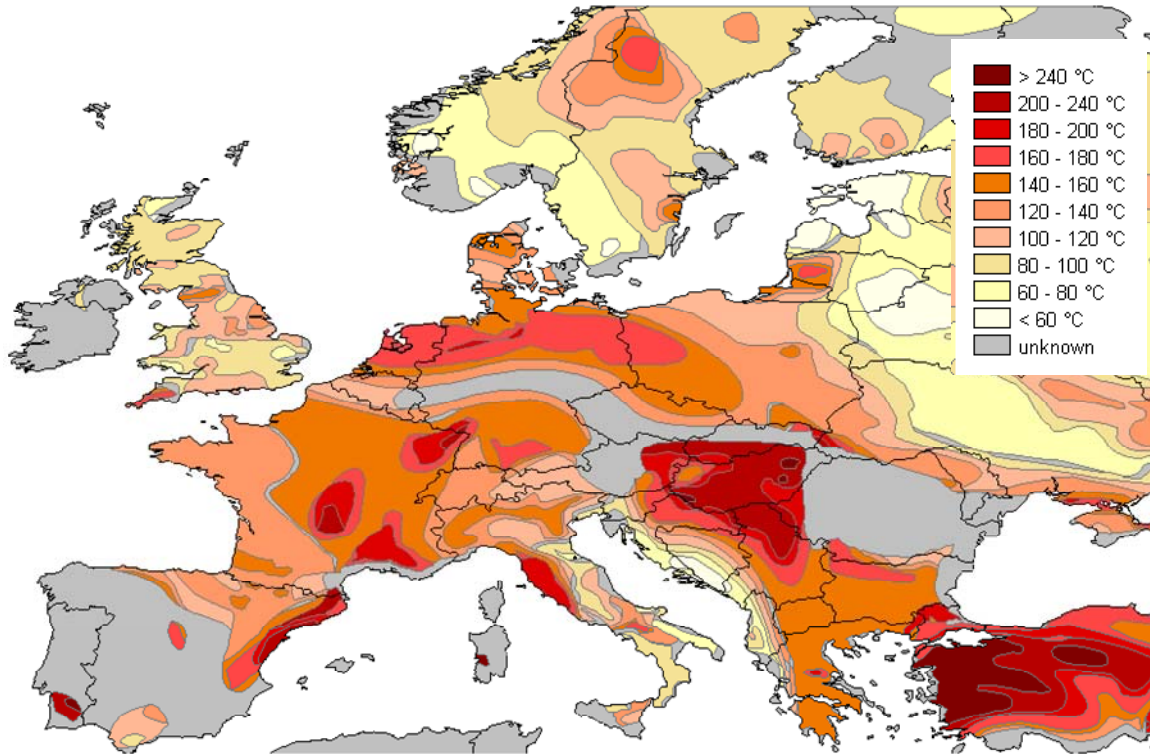 > 240 °C
200 - 240 °C
180 - 200 °C
160 - 180 °C
140 - 160 °C
120 - 140 °C
100 - 120 °C
80 - 100 °C
60 - 80 °C
< 60 °C
unknown